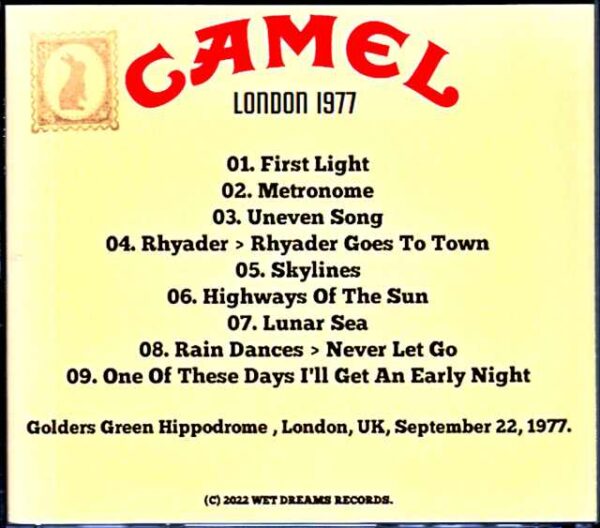 CAMEL
LONDON 1977
01. First Light
02. Metronome
03. Uneven Song
04. Rhyader > Rhyader Goes To Town
05. Skylines
06. Highways Of The Sun
07. Lunar Sea
08. Rain Dances > Never Let Go
09. One Of These Days I'll Get An Early Night
Golders Green Hippodrome , London, UK, September 22, 1977.
(C) 2022 WET DREAMS RECORDS.